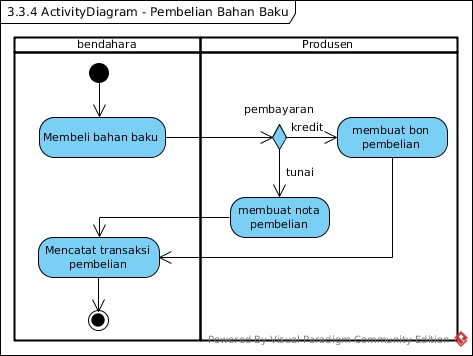 3.3.4 ActivityDiagram - Pembelian Bahan Baku
bendahara
Produsen
Membeli bahan baku
pembayaran
kredit
membuat bon
pembelian
tunai
membuat nota
pembelian
Mencatat transaksi
pembelian
Powered By Visual Paradigm Community Edition